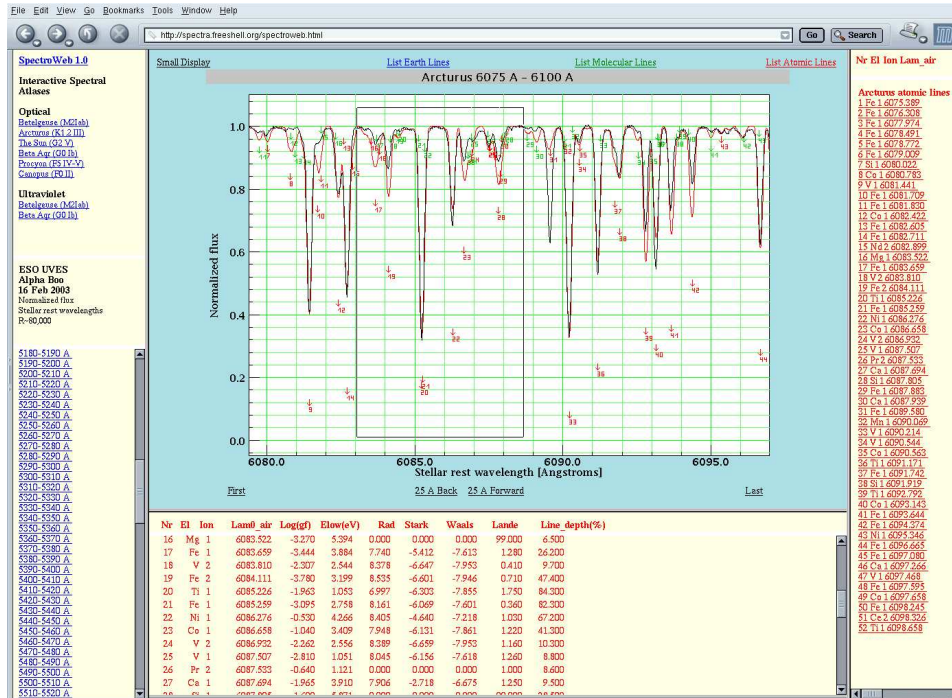 File Edit View Go Bookmarks Tools Window Help
http://spectra.freeshell.org/spectroweb.html
Go
Search
SpectroWeb 1.0
Interactive Spectral
Atlases
Optical
Betelgeuse (M2Iab)
Arcturus (K1.2 III)
The Sun (G2 V)
Beta Aqr (G0 Ib)
Procyon (F5 IV-V)
Canopus (F0 II)
Ultraviolet
Betelgeuse (M2Iab)
Beta Aqr (G0 Ib)
ESO UVES
Alpha Boo
16 Feb 2003
Normalized flux
Stellar rest wavelengths
R~80,000
5180-5190 A
5190-5200 A
5200-5210 A
5210-5220 A
5220-5230 A
5230-5240 A
5240-5250 A
5250-5260 A
5260-5270 A
5270-5280 A
5280-5290 A
5290-5300 A
5300-5310 A
5310-5320 A
5320-5330 A
5330-5340 A
5340-5350 A
5350-5360 A
5360-5370 A
5370-5380 A
5380-5390 A
5390-5400 A
5400-5410 A
5410-5420 A
5420-5430 A
5430-5440 A
5440-5450 A
5450-5460 A
5460-5470 A
5470-5480 A
5480-5490 A
5490-5500 A
5500-5510 A
5510-5520 A
Small Display List Earth Lines List Molecular Lines List Atomic Lines
Arcturus 6075 A - 6100 A
Normalized flux
1.0
0.8
0.6
0.4
0.2
0.0
6080.0 6085.0 6090.0 6095.0
Stellar rest wavelength [Angstroms]
First 25 A Back 25 A Forward Last
Nr El Ion Lam0_air Log(gf) Elow(eV) Rad Stark Waals Lande Line_depth(%)
16 Mg 1 6083.522 -3.270 5.394 0.000 0.000 0.000 99.000 6.500
17 Fe 1 6083.659 -3.444 3.884 7.740 -5.412 -7.613 1.280 26.200
18 V 2 6083.810 -2.307 2.544 8.378 -6.647 -7.953 0.410 9.700
19 Fe 2 6084.111 -3.780 3.199 8.535 -6.601 -7.946 0.710 47.400
20 Ti 1 6085.226 -1.963 1.053 6.997 -6.303 -7.855 1.750 84.300
21 Fe 1 6085.259 -3.095 2.758 8.161 -6.069 -7.601 0.360 82.300
22 Ni 1 6086.276 -0.530 4.266 8.405 -4.640 -7.218 1.030 67.200
23 Co 1 6086.658 -1.040 3.409 7.948 -6.131 -7.861 1.220 41.300
24 V 2 6086.932 -2.262 2.556 8.389 -6.659 -7.953 1.160 10.300
25 V 1 6087.507 -2.810 1.051 8.045 -6.156 -7.618 1.260 8.800
26 Pr 2 6087.533 -0.640 1.121 0.000 0.000 0.000 1.000 8.600
27 Ca 1 6087.694 -1.965 3.910 7.906 -2.718 -6.675 1.250 9.500
Nr El Ion Lam_air
Arcturus atomic lines
1 Fe 1 6075.389
2 Fe 1 6076.308
3 Fe 1 6077.974
4 Fe 1 6078.491
5 Fe 1 6078.772
6 Fe 1 6079.009
7 Si 1 6080.022
8 Co 1 6080.783
9 V 1 6081.441
10 Fe 1 6081.709
11 Fe 1 6081.830
12 Co 1 6082.422
13 Fe 1 6082.605
14 Fe 1 6082.711
15 Nd 2 6082.899
16 Mg 1 6083.522
17 Fe 1 6083.659
18 V 2 6083.810
19 Fe 2 6084.111
20 Ti 1 6085.226
21 Fe 1 6085.259
22 Ni 1 6086.276
23 Co 1 6086.658
24 V 2 6086.932
25 V 1 6087.507
26 Pr 2 6087.533
27 Ca 1 6087.694
28 Si 1 6087.805
29 Fe 1 6087.883
30 Ca 1 6087.939
31 Fe 1 6089.580
32 Mn 1 6090.069
33 V 1 6090.214
34 V 1 6090.544
35 Co 1 6090.563
36 Ti 1 6091.171
37 Fe 1 6091.742
38 Si 1 6091.919
39 Ti 1 6092.792
40 Co 1 6093.143
41 Fe 1 6093.644
42 Fe 1 6094.374
43 Ni 1 6095.346
44 Fe 1 6096.665
45 Fe 1 6097.080
46 Ca 1 6097.266
47 V 1 6097.468
48 Fe 1 6097.595
49 Co 1 6097.658
50 Fe 1 6098.245
51 Ce 2 6098.326
52 Ti 1 6098.658